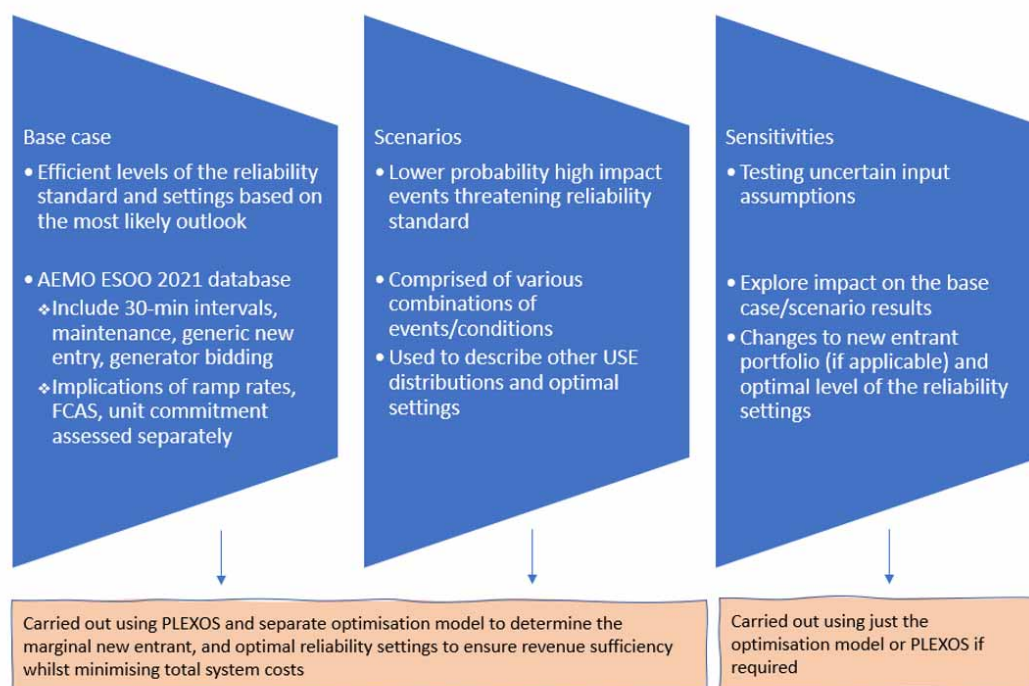 Base case
• Efficient levels of the reliability
standard and settings based on
the most likely outlook
• AEMO ESOO 2021 database
❖Include 30-min intervals,
maintenance, generic new
entry, generator bidding
❖Implications of ramp rates,
FCAS, unit commitment
assessed separately
Scenarios
• Lower probability high impact
events threatening reliability
standard
• Comprised of various
combinations of
events/conditions
• Used to describe other USE
distributions and optimal
settings
Sensitivities
• Testing uncertain input
assumptions
• Explore impact on the base
case/scenario results
• Changes to new entrant
portfolio (if applicable) and
optimal level of the reliability
settings
Carried out using PLEXOS and separate optimisation model to determine the
marginal new entrant, and optimal reliability settings to ensure revenue sufficiency
whilst minimising total system costs
Carried out using just the
optimisation model or PLEXOS if
required